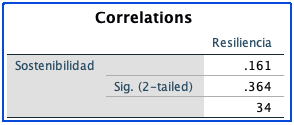 Correlations
Resiliencia
Sostenibilidad .161
Sig. (2-tailed) .364
34